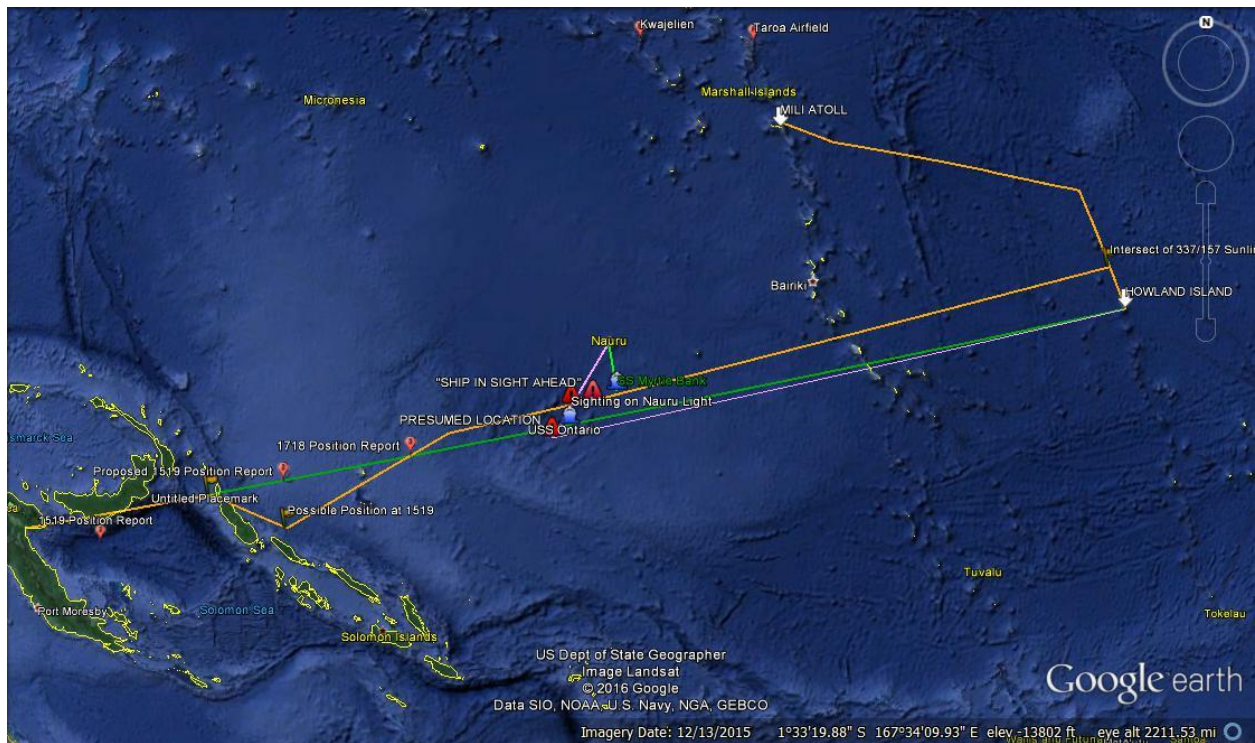 N
Kwajelien
Taroa Airfield
Marshall Islands
Micronesia
MILI ATOLL
Intersect of 337/157 Sunlin
Bairiki
HOWLAND ISLAND
Nauru
"SHIP IN SIGHT AHEAD"
SS Myrtle Bank
Sighting on Nauru Light
PRESUMED LOCATION
USS Ontario
1718 Position Report
Proposed 1519 Position Report
Untitled Placemark
Possible Position at 1519
1519 Position Report
Port Moresby
Solomon Sea
Solomon Islands
Tuvalu
Tokelau
US Dept of State Geographer
Image Landsat
© 2016 Google
Data SIO, NOAA, U.S. Navy, NGA, GEBCO
Google earth
Imagery Date: 12/13/2015 1°33'19.88" S 167°34'09.93" E elev -13802 ft eye alt 2211.53 mi